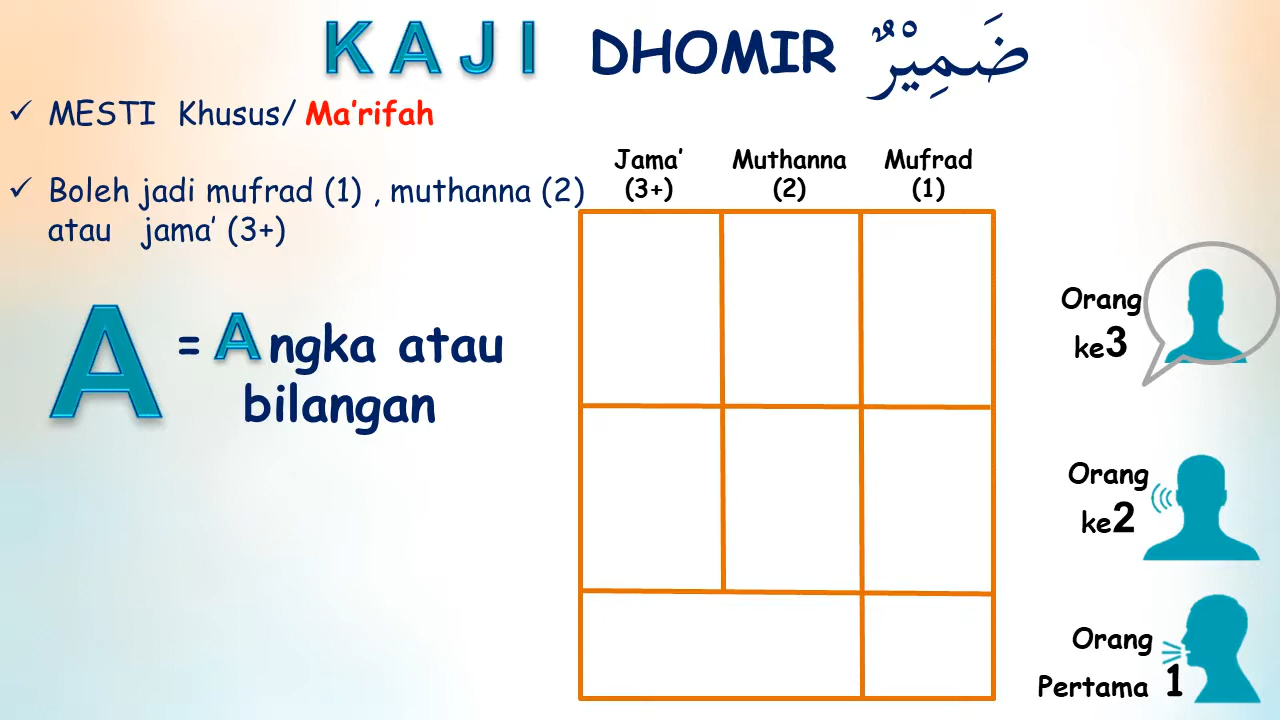 KAJI DHOMIR ضَمِيْرٌ
✓ MESTI Khusus/ Ma’rifah
✓ Boleh jadi mufrad (1) , muthanna (2)
atau jama’ (3+)
A = Angka atau
bilangan
Jama’ Muthanna Mufrad
(3+) (2) (1)
Orang
ke3
Orang
ke2
Orang
Pertama 1